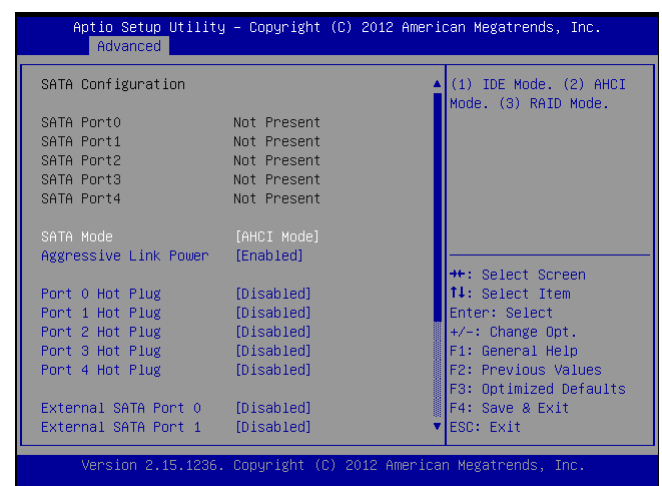 Aptio Setup Utility – Copyright (C) 2012 American Megatrends, Inc.
Advanced
SATA Configuration
SATA Port0 Not Present
SATA Port1 Not Present
SATA Port2 Not Present
SATA Port3 Not Present
SATA Port4 Not Present
SATA Mode [AHCI Mode]
Aggressive Link Power [Enabled]
Port 0 Hot Plug [Disabled]
Port 1 Hot Plug [Disabled]
Port 2 Hot Plug [Disabled]
Port 3 Hot Plug [Disabled]
Port 4 Hot Plug [Disabled]
External SATA Port 0 [Disabled]
External SATA Port 1 [Disabled]
(1) IDE Mode. (2) AHCI
Mode. (3) RAID Mode.
→←: Select Screen
↑↓: Select Item
Enter: Select
+/-: Change Opt.
F1: General Help
F2: Previous Values
F3: Optimized Defaults
F4: Save & Exit
ESC: Exit
Version 2.15.1236. Copyright (C) 2012 American Megatrends, Inc.